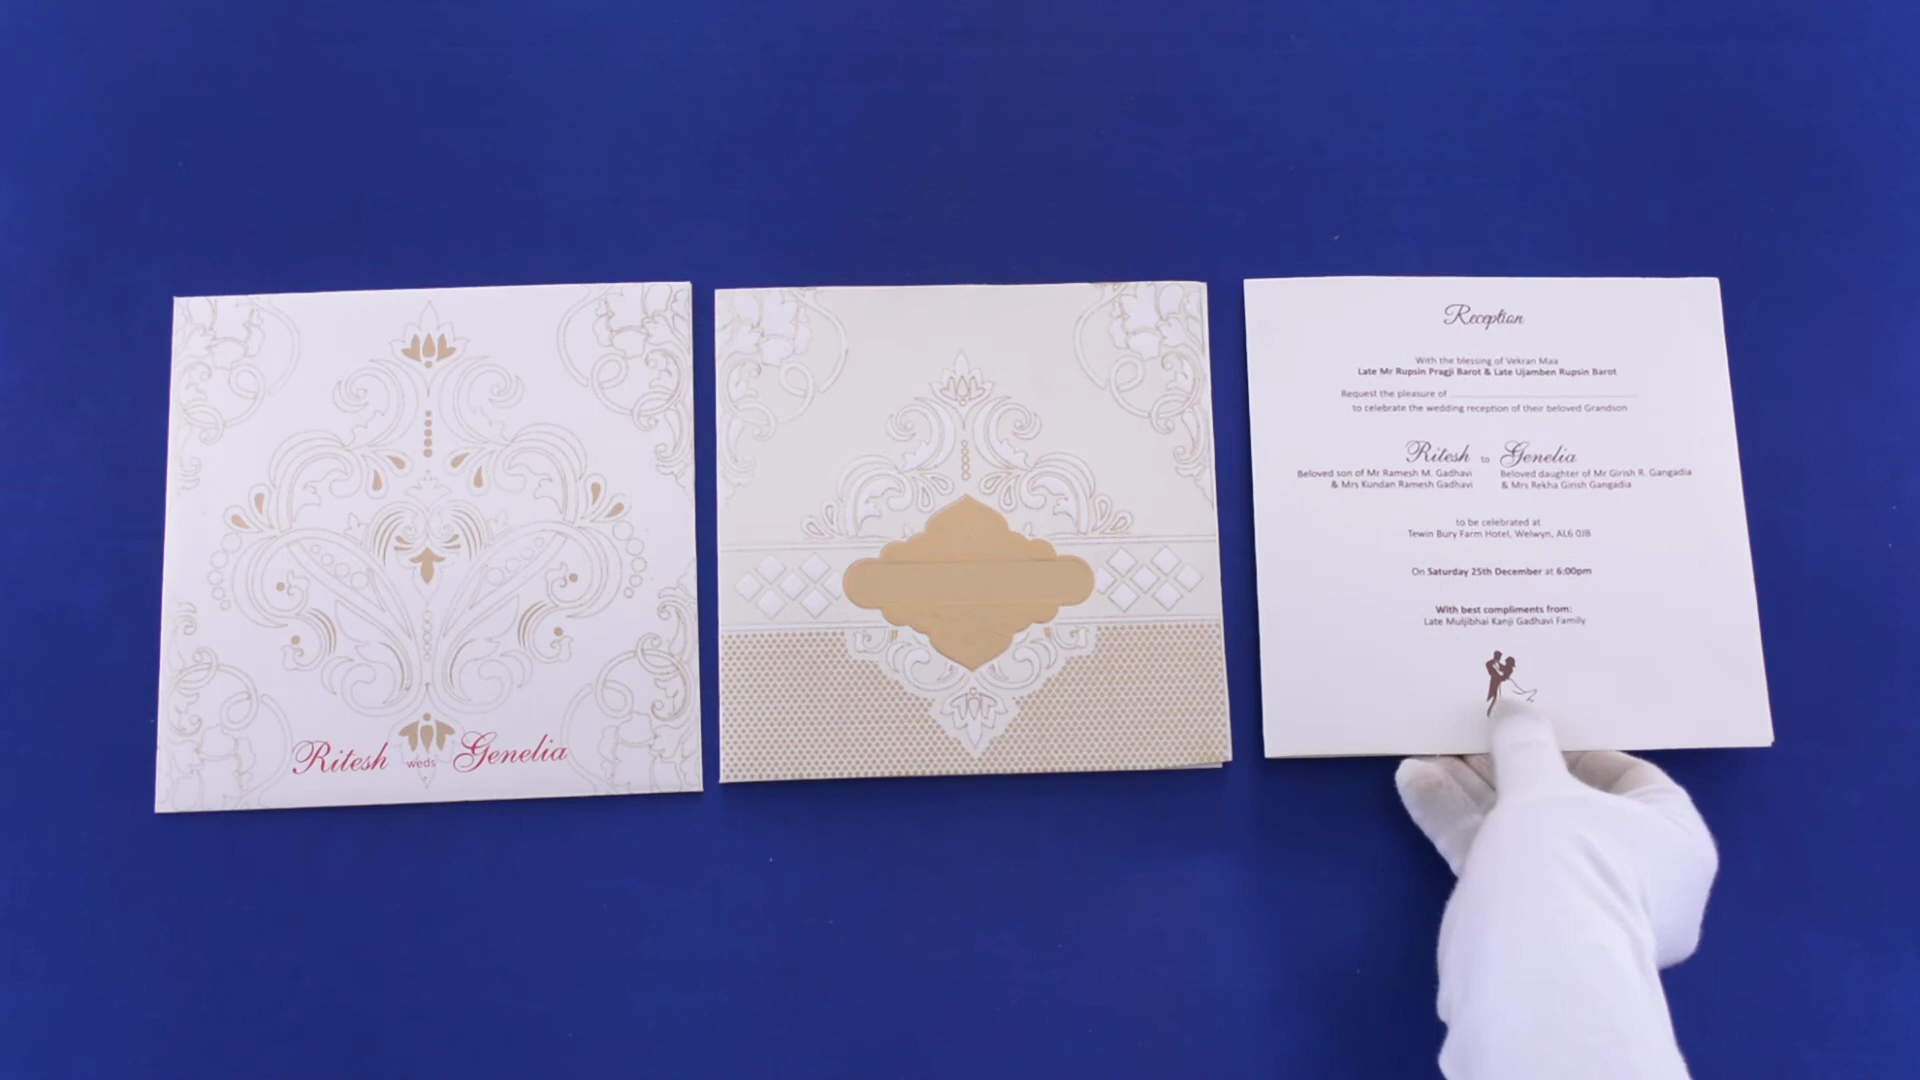 Ritesh weds Genelia
Reception
With the blessing of Vekran Maa
Late Mr Rupsin Pragji Barot & Late Ujamben Rupsin Barot
Request the pleasure of
to celebrate the wedding reception of their beloved Grandson
Ritesh to Genelia
Beloved son of Mr Ramesh M. Gadhavi
& Mrs Kundan Ramesh Gadhavi
Beloved daughter of Mr Girish R. Gangadia
& Mrs Rekha Girish Gangadia
to be celebrated at
Tewin Bury Farm Hotel, Welwyn, AL6 0JB
On Saturday 25th December at 6:00pm
With best compliments from:
Late Muljibhai Kanji Gadhavi Family